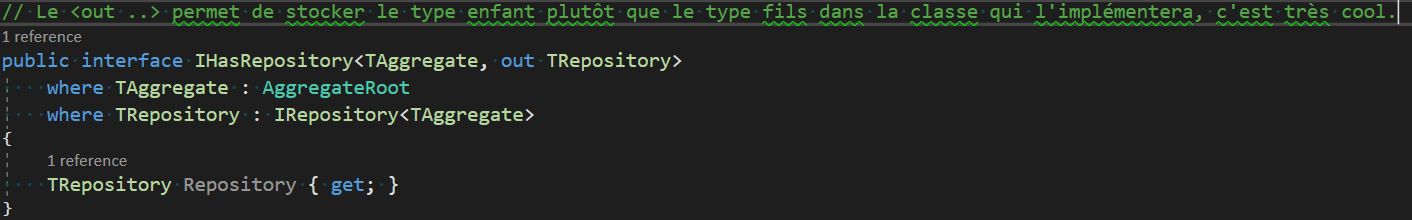 // Le <out ..> permet de stocker le type enfant plutôt que le type fils dans la classe qui l'implémentera, c'est très cool.
1 reference
public interface IHasRepository<TAggregate, out TRepository>
    where TAggregate : AggregateRoot
    where TRepository : IRepository<TAggregate>
{
    1 reference
    TRepository Repository { get; }
}